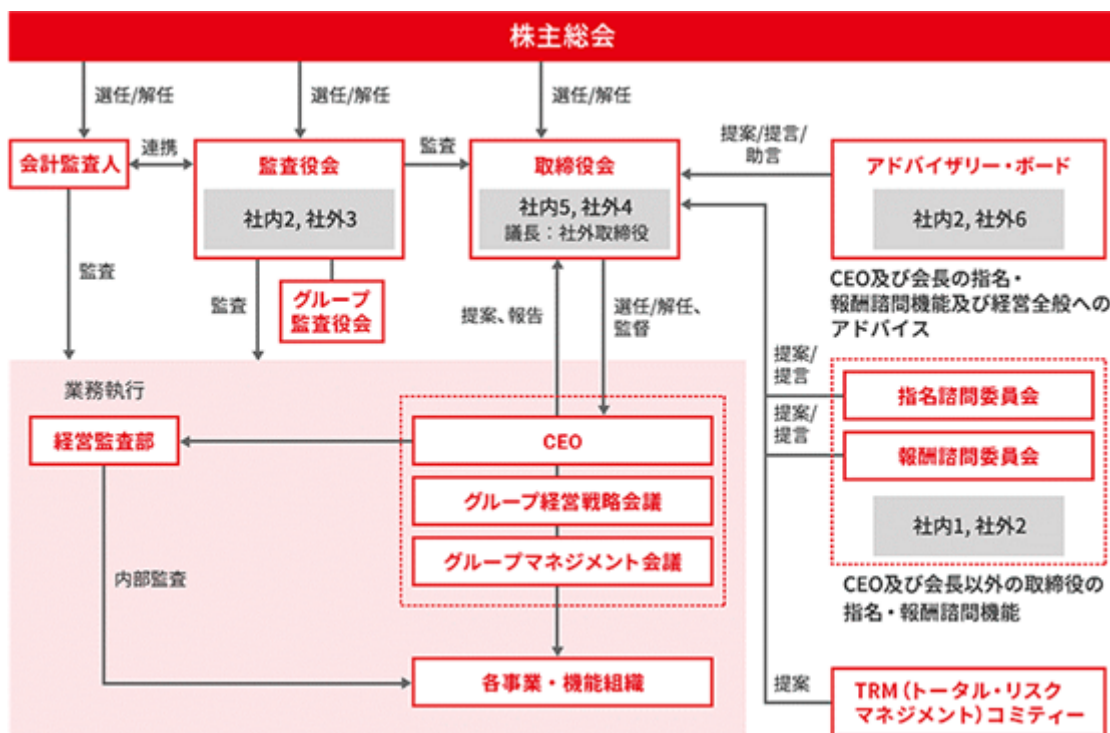 株主総会
選任/解任
選任/解任
選任/解任
会計監査人
連携
監査役会
社内2, 社外3
監査
取締役会
社内5, 社外4
議長：社外取締役
提案/提言/
助言
アドバイザリー・ボード
社内2, 社外6
CEO及び会長の指名・
報酬諮問機能及び経営全般への
アドバイス
監査
監査
グループ
監査役会
提案、報告
選任/解任、
監督
提案/
提言
指名諮問委員会
提案/
提言
報酬諮問委員会
社内1, 社外2
CEO及び会長以外の取締役の
指名・報酬諮問機能
業務執行
経営監査部
CEO
グループ経営戦略会議
グループマネジメント会議
内部監査
各事業・機能組織
提案
TRM（トータル・リスク
マネジメント）コミティー